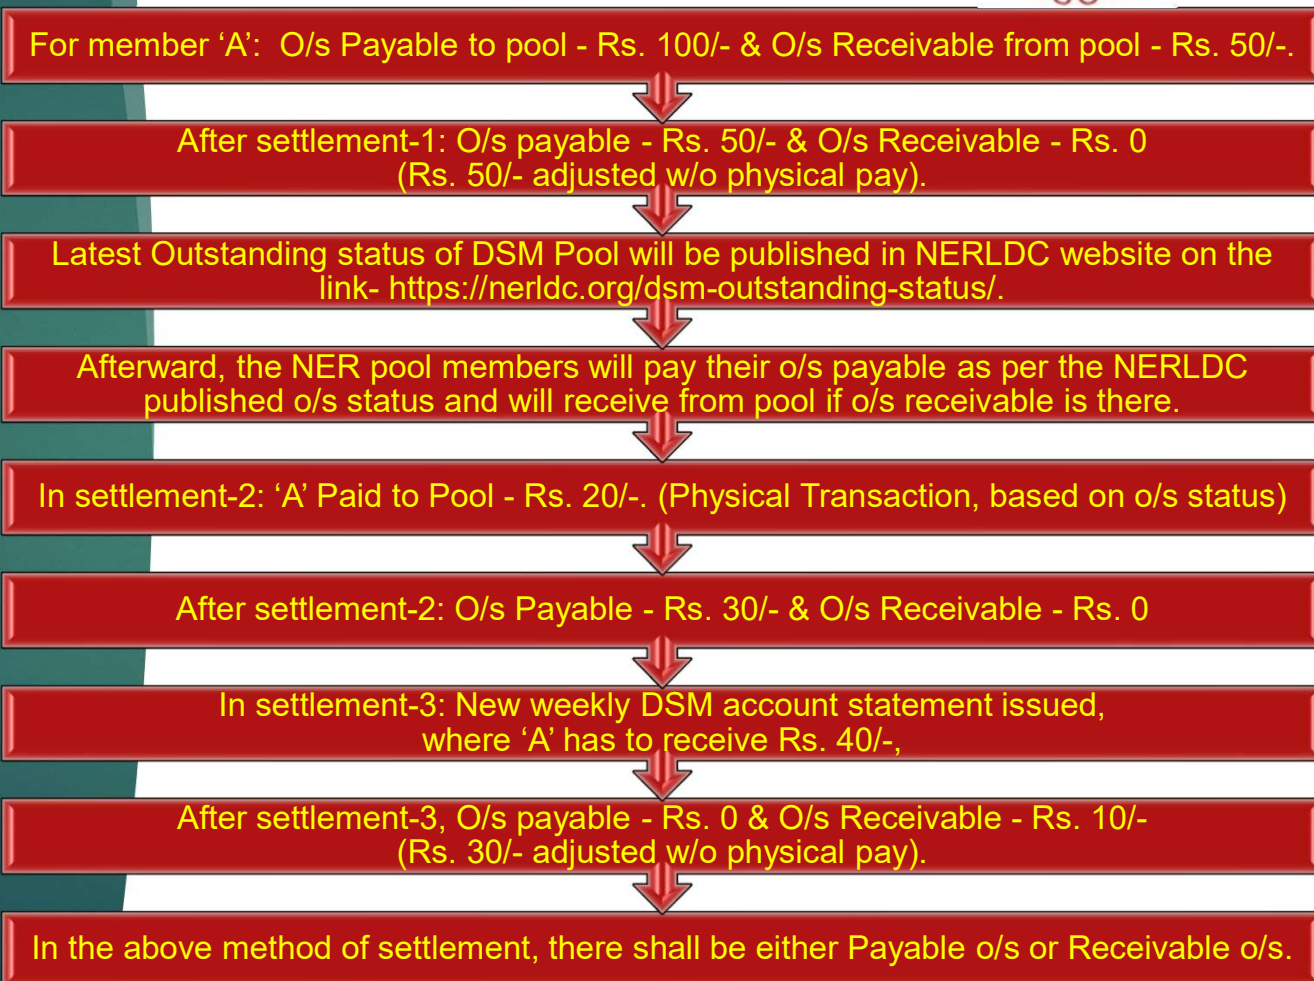 For member ‘A’: O/s Payable to pool - Rs. 100/- & O/s Receivable from pool - Rs. 50/-.
After settlement-1: O/s payable - Rs. 50/- & O/s Receivable - Rs. 0
(Rs. 50/- adjusted w/o physical pay).
Latest Outstanding status of DSM Pool will be published in NERLDC website on the
link- https://nerldc.org/dsm-outstanding-status/.
Afterward, the NER pool members will pay their o/s payable as per the NERLDC
published o/s status and will receive from pool if o/s receivable is there.
In settlement-2: ‘A’ Paid to Pool - Rs. 20/-. (Physical Transaction, based on o/s status)
After settlement-2: O/s Payable - Rs. 30/- & O/s Receivable - Rs. 0
In settlement-3: New weekly DSM account statement issued,
where ‘A’ has to receive Rs. 40/-,
After settlement-3, O/s payable - Rs. 0 & O/s Receivable - Rs. 10/-
(Rs. 30/- adjusted w/o physical pay).
In the above method of settlement, there shall be either Payable o/s or Receivable o/s.